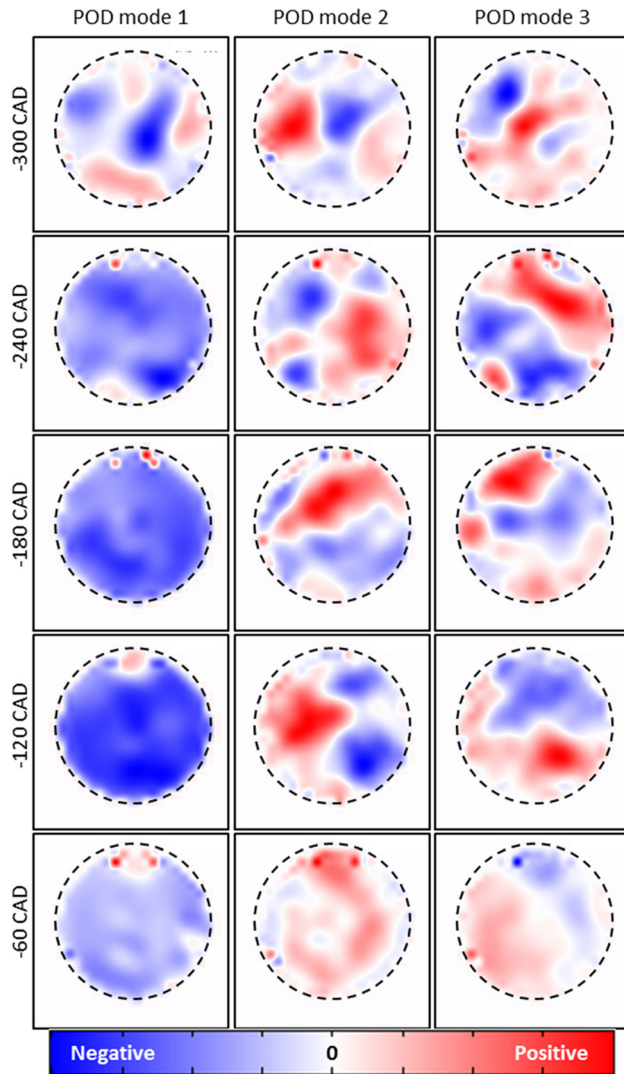 POD mode 1 POD mode 2 POD mode 3
-300 CAD
-240 CAD
-180 CAD
-120 CAD
-60 CAD
Negative 0 Positive